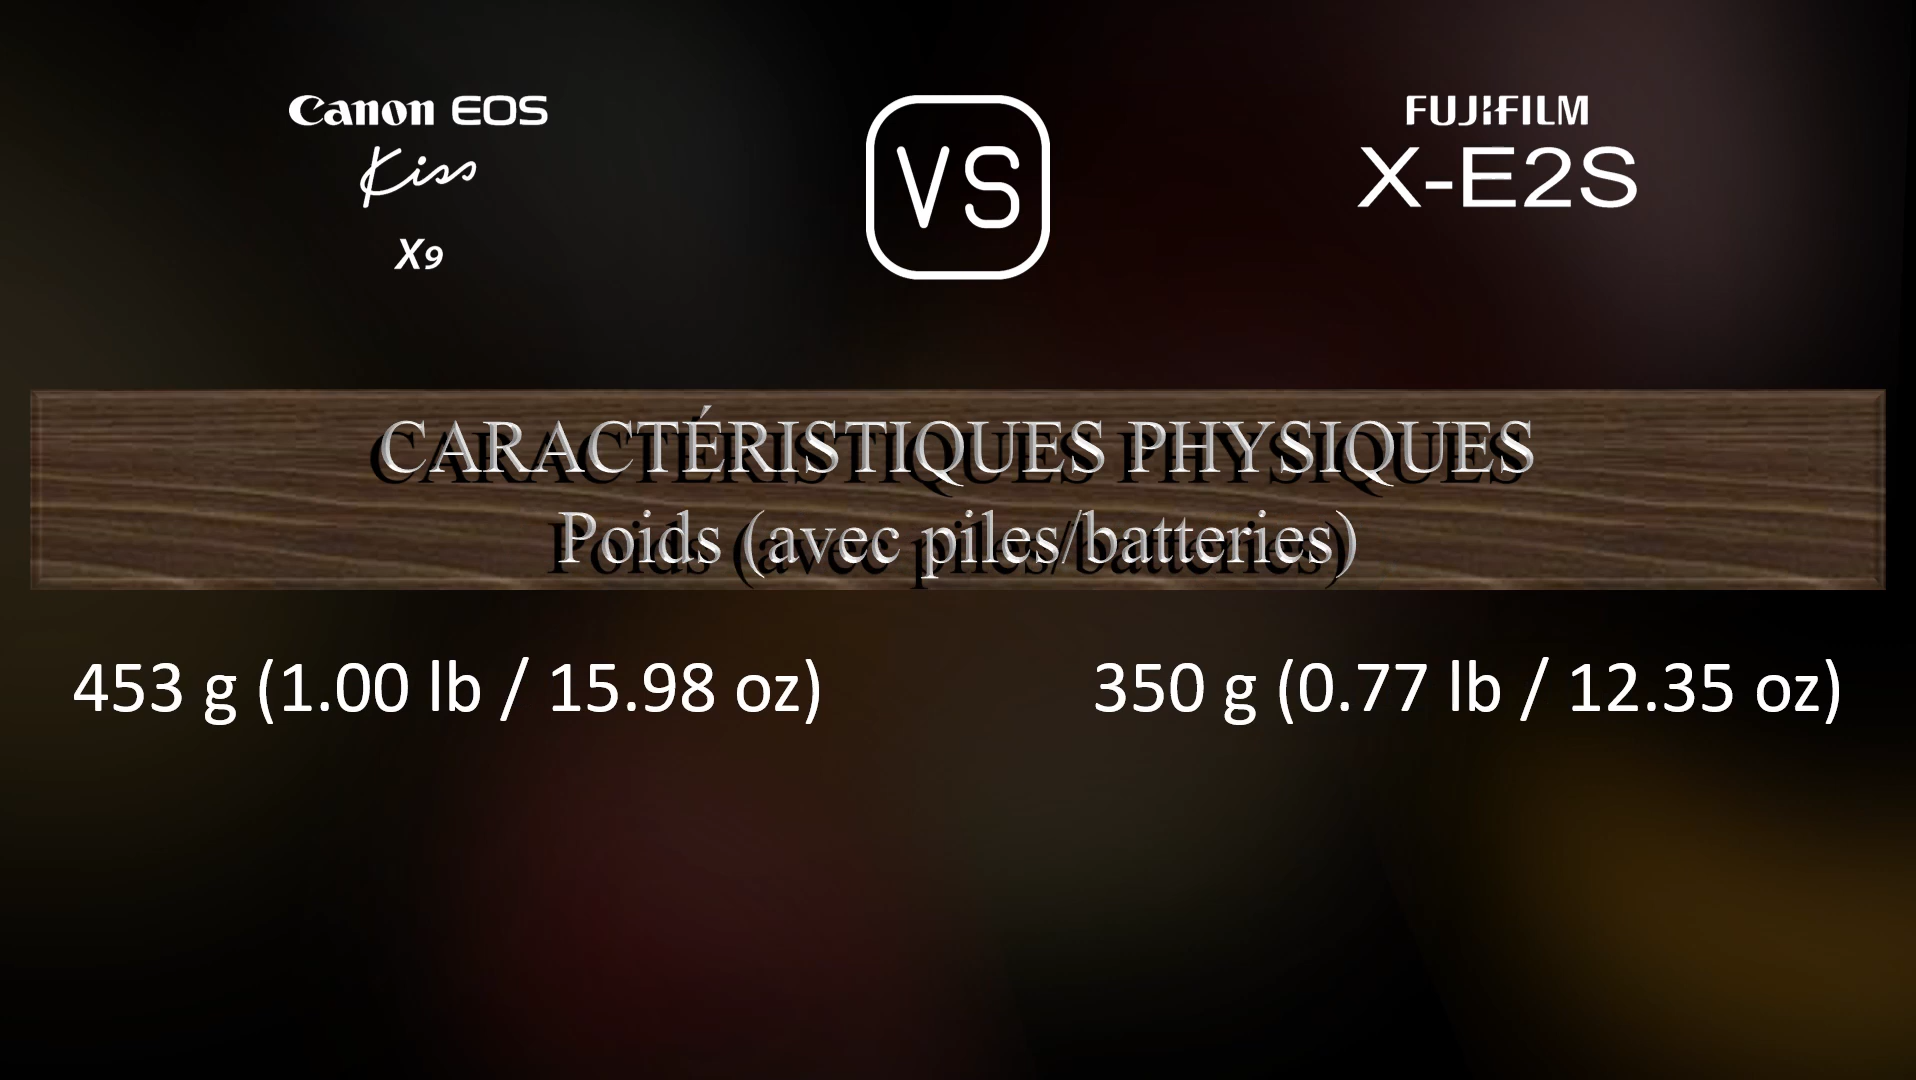 Canon EOS
Kiss
X9
VS
FUJIFILM
X-E2S
CARACTÉRISTIQUES PHYSIQUES
Poids (avec piles/batteries)
453 g (1.00 lb / 15.98 oz)
350 g (0.77 lb / 12.35 oz)